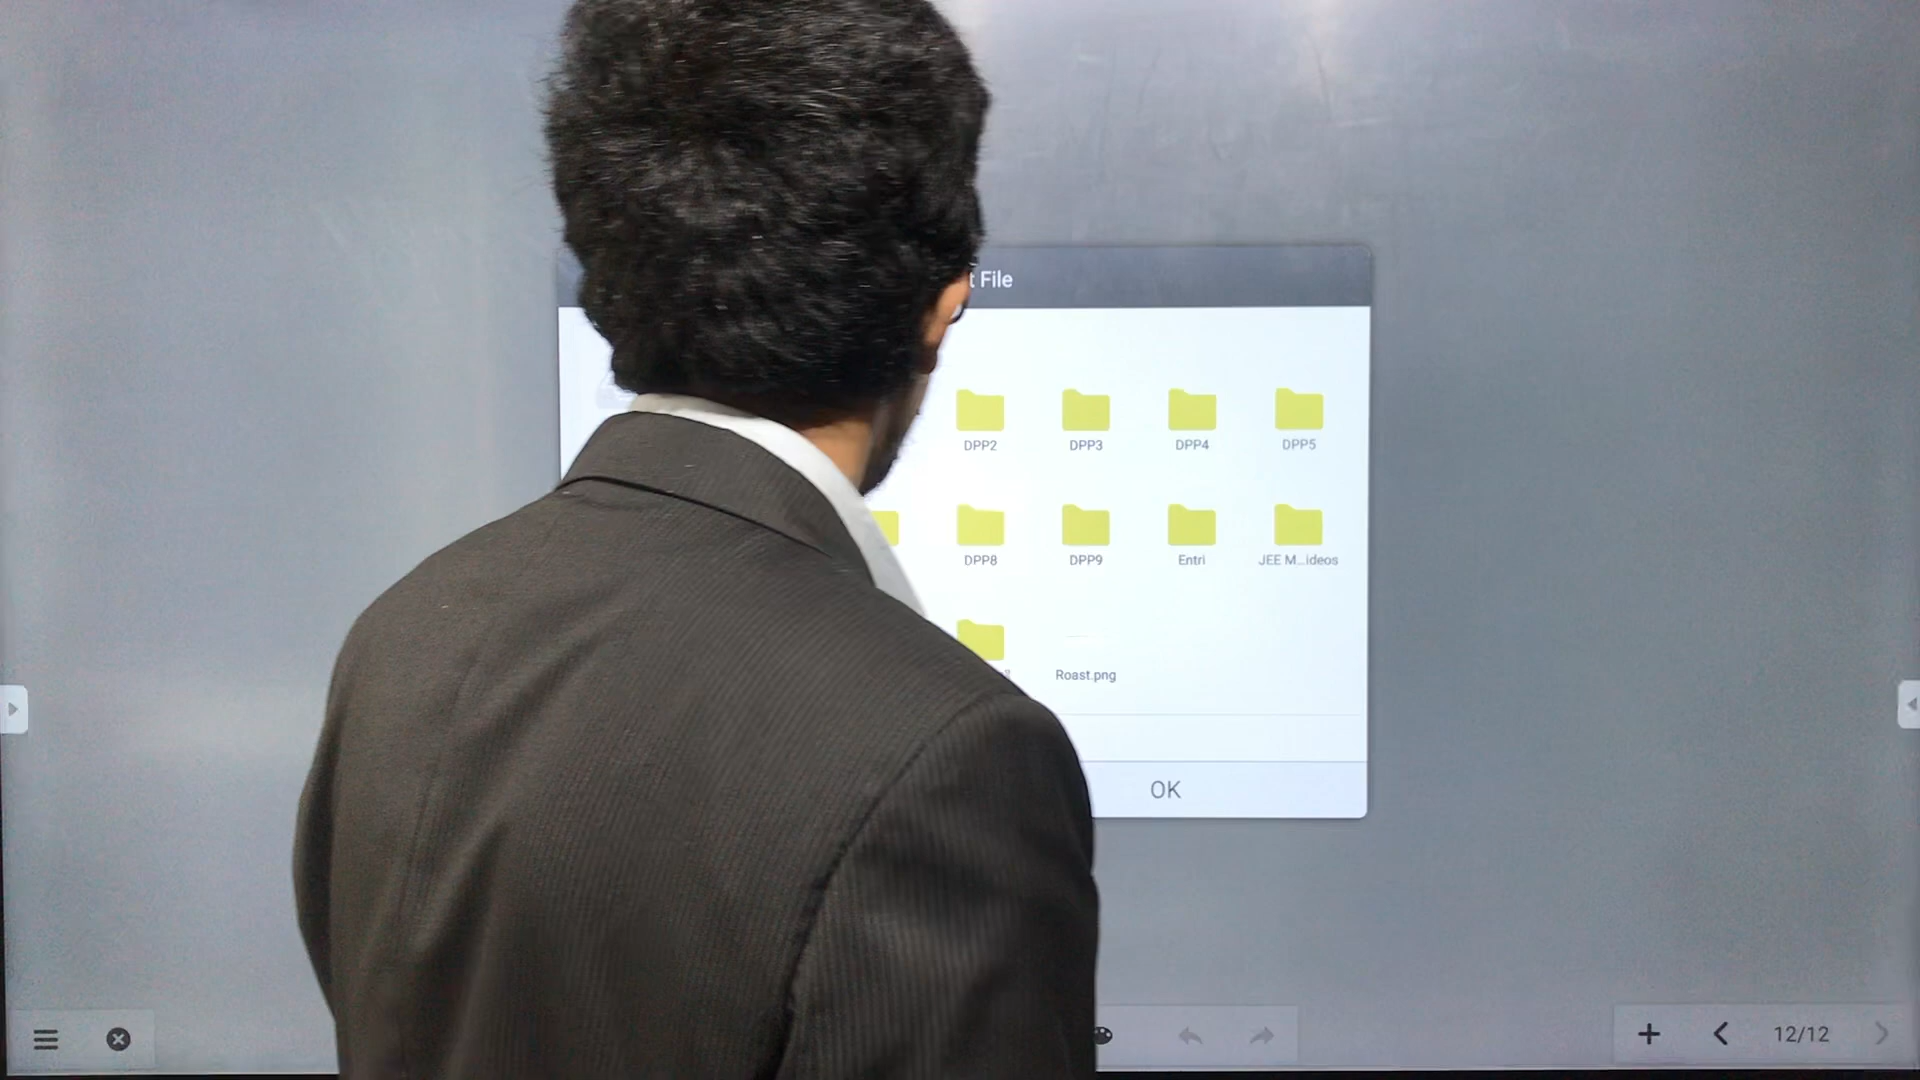 File
DPP2 DPP3 DPP4 DPP5
DPP8 DPP9 Entri JEE M...ideos
Roast.png
OK
12/12